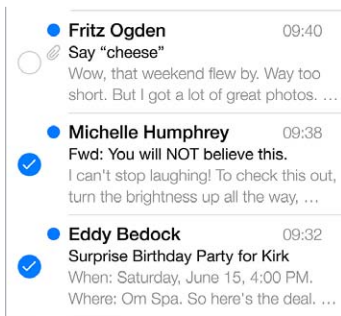 Fritz Ogden 09:40
Say “cheese”
Wow, that weekend flew by. Way too
short. But I got a lot of great photos. …
Michelle Humphrey 09:38
Fwd: You will NOT believe this.
I can't stop laughing! To check this out,
turn the brightness up all the way, …
Eddy Bedock 09:32
Surprise Birthday Party for Kirk
When: Saturday, June 15, 4:00 PM.
Where: Om Spa. So here's the deal. …